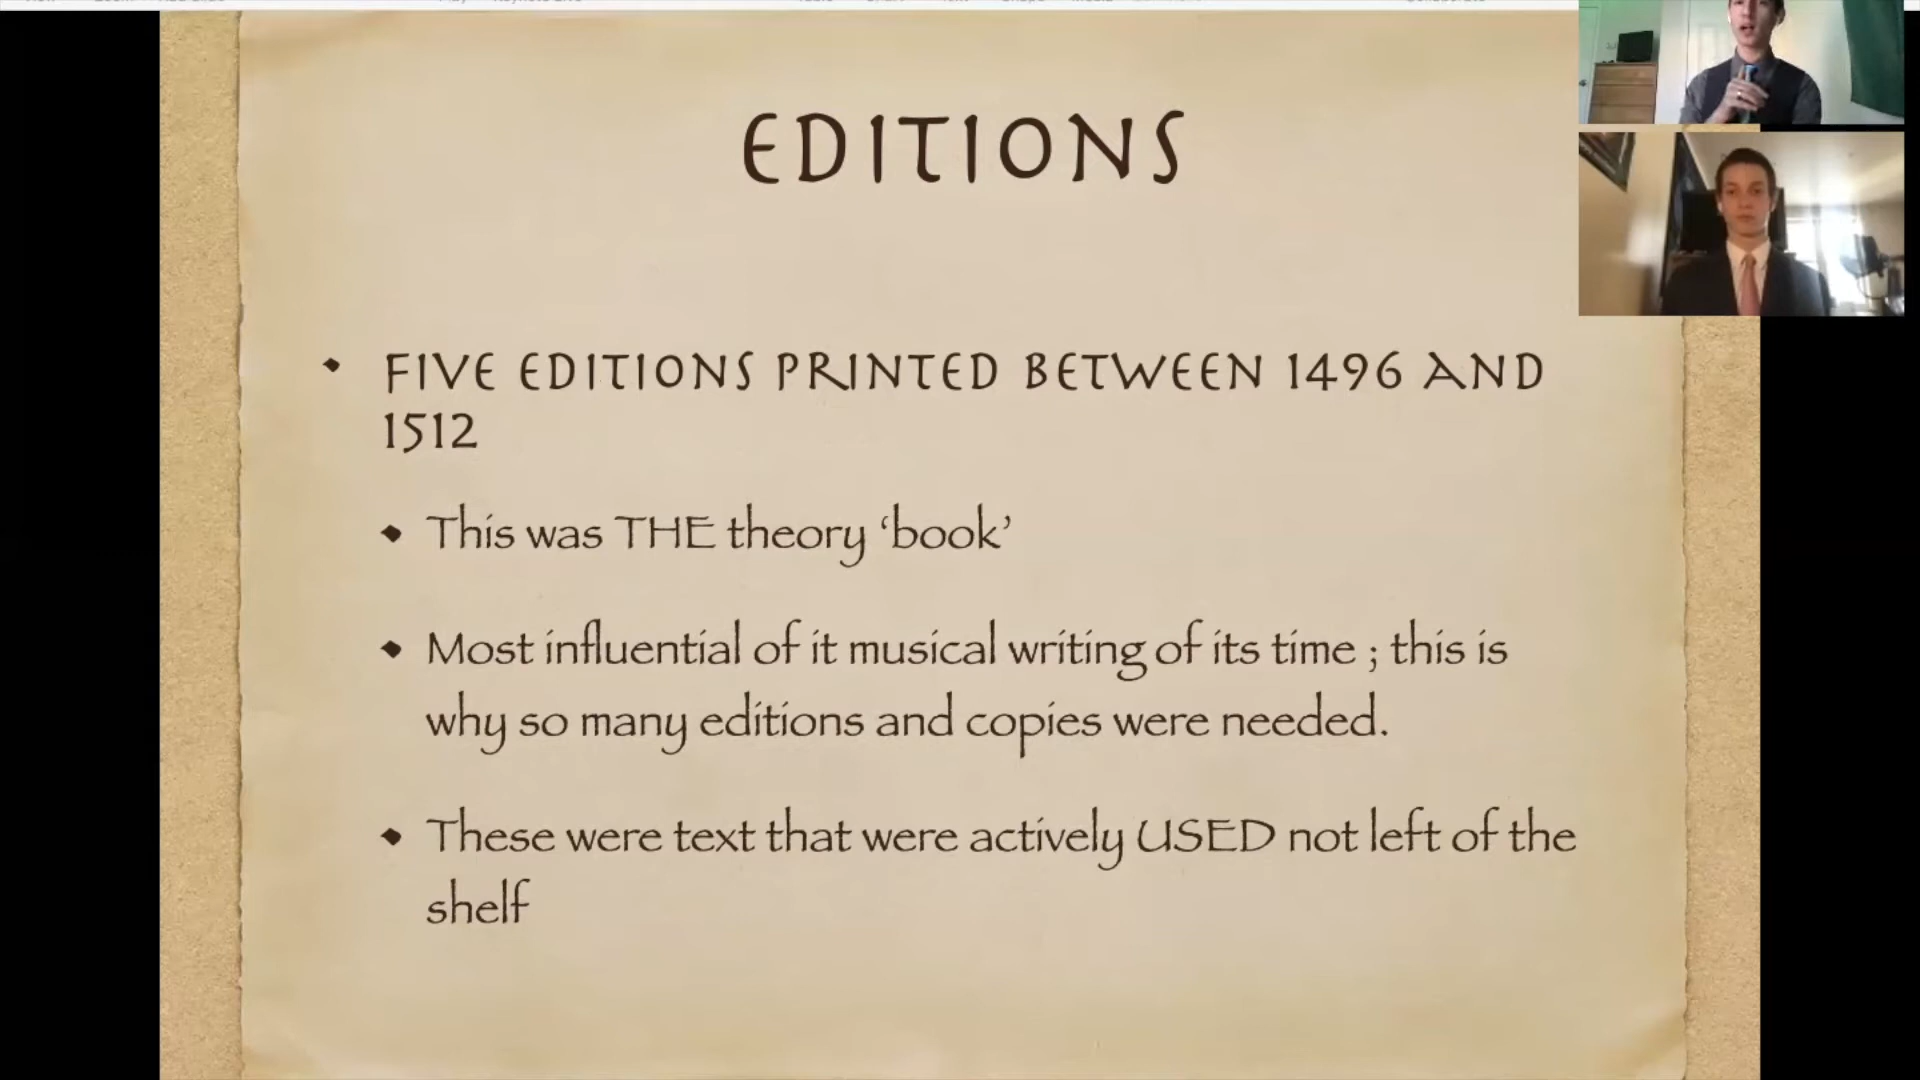 EDITIONS
• FIVE EDITIONS PRINTED BETWEEN 1496 AND
1512
• This was THE theory ‘book’
• Most influential of it musical writing of its time ; this is
why so many editions and copies were needed.
• These were text that were actively USED not left of the
shelf